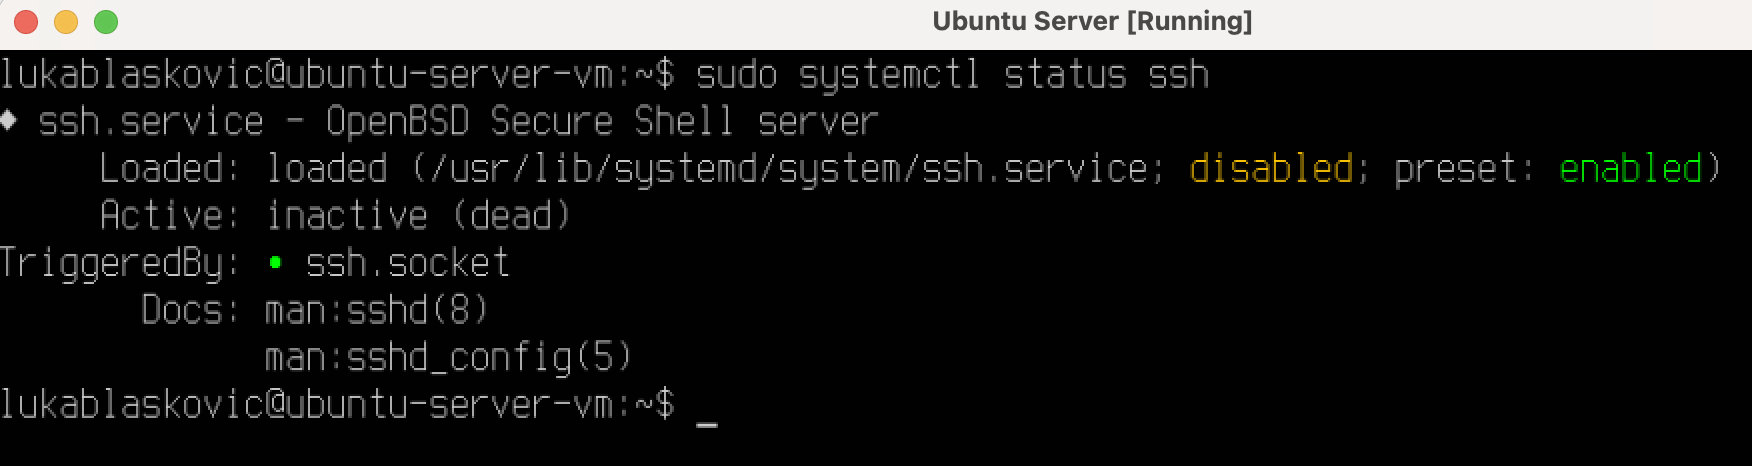 Ubuntu Server [Running]
lukablaskovic@ubuntu-server-vm:~$ sudo systemctl status ssh
♦ ssh.service - OpenBSD Secure Shell server
Loaded: loaded (/usr/lib/systemd/system/ssh.service; disabled; preset: enabled)
Active: inactive (dead)
TriggeredBy: • ssh.socket
Docs: man:sshd(8)
man:sshd_config(5)
lukablaskovic@ubuntu-server-vm:~$ _